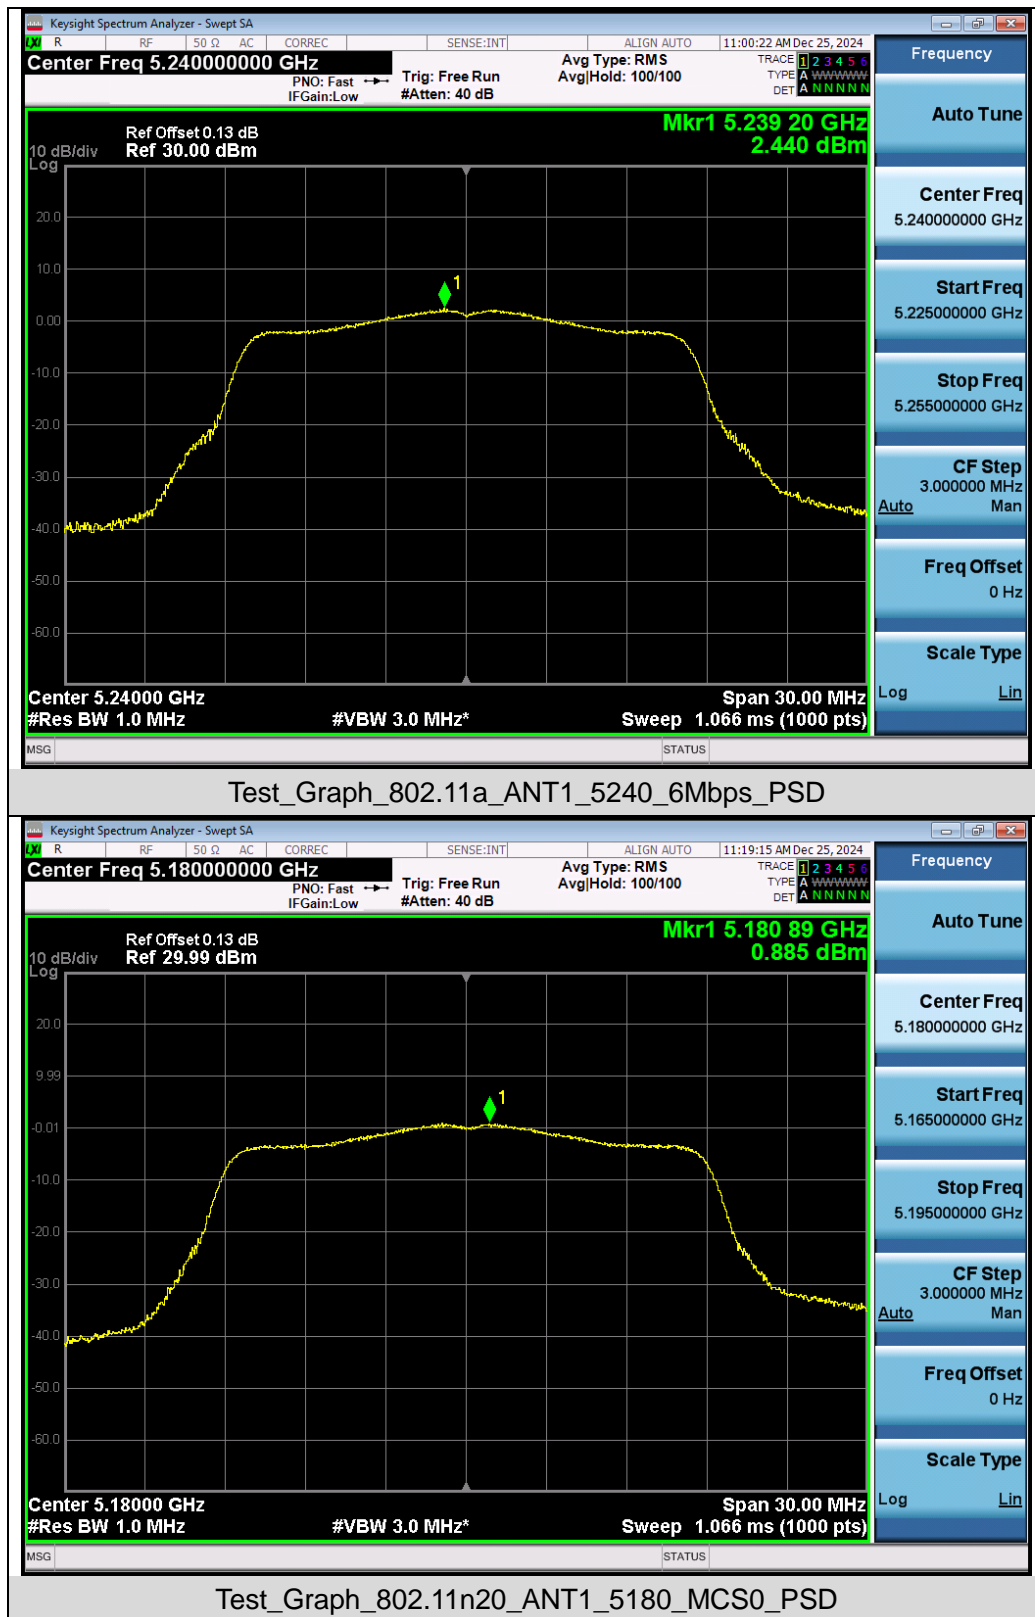 Keysight Spectrum Analyzer - Swept SA
LXI R RF 50 Ω AC CORREC SENSE:INT ALIGN AUTO 11:00:22 AM Dec 25, 2024
Center Freq 5.240000000 GHz
PNO: Fast
IFGain:Low
Trig: Free Run
#Atten: 40 dB
Avg Type: RMS
Avg|Hold: 100/100
TRACE 1 2 3 4 5 6
TYPE A WWWWW
DET A N N N N N
Mkr1 5.239 20 GHz
2.440 dBm
Ref Offset 0.13 dB
10 dB/div Ref 30.00 dBm
Log
20.0
10.0
1
0.00
-10.0
-20.0
-30.0
-40.0
-50.0
-60.0
Center 5.24000 GHz Span 30.00 MHz
#Res BW 1.0 MHz #VBW 3.0 MHz* Sweep 1.066 ms (1000 pts)
MSG STATUS
Frequency
Auto Tune
Center Freq
5.240000000 GHz
Start Freq
5.225000000 GHz
Stop Freq
5.255000000 GHz
CF Step
3.000000 MHz
Auto Man
Freq Offset
0 Hz
Scale Type
Log Lin
Test_Graph_802.11a_ANT1_5240_6Mbps_PSD
Keysight Spectrum Analyzer - Swept SA
LXI R RF 50 Ω AC CORREC SENSE:INT ALIGN AUTO 11:19:15 AM Dec 25, 2024
Center Freq 5.180000000 GHz
PNO: Fast
IFGain:Low
Trig: Free Run
#Atten: 40 dB
Avg Type: RMS
Avg|Hold: 100/100
TRACE 1 2 3 4 5 6
TYPE A WWWWW
DET A N N N N N
Mkr1 5.180 89 GHz
0.885 dBm
Ref Offset 0.13 dB
10 dB/div Ref 29.99 dBm
Log
20.0
9.99
1
-0.01
-10.0
-20.0
-30.0
-40.0
-50.0
-60.0
Center 5.18000 GHz Span 30.00 MHz
#Res BW 1.0 MHz #VBW 3.0 MHz* Sweep 1.066 ms (1000 pts)
MSG STATUS
Frequency
Auto Tune
Center Freq
5.180000000 GHz
Start Freq
5.165000000 GHz
Stop Freq
5.195000000 GHz
CF Step
3.000000 MHz
Auto Man
Freq Offset
0 Hz
Scale Type
Log Lin
Test_Graph_802.11n20_ANT1_5180_MCS0_PSD